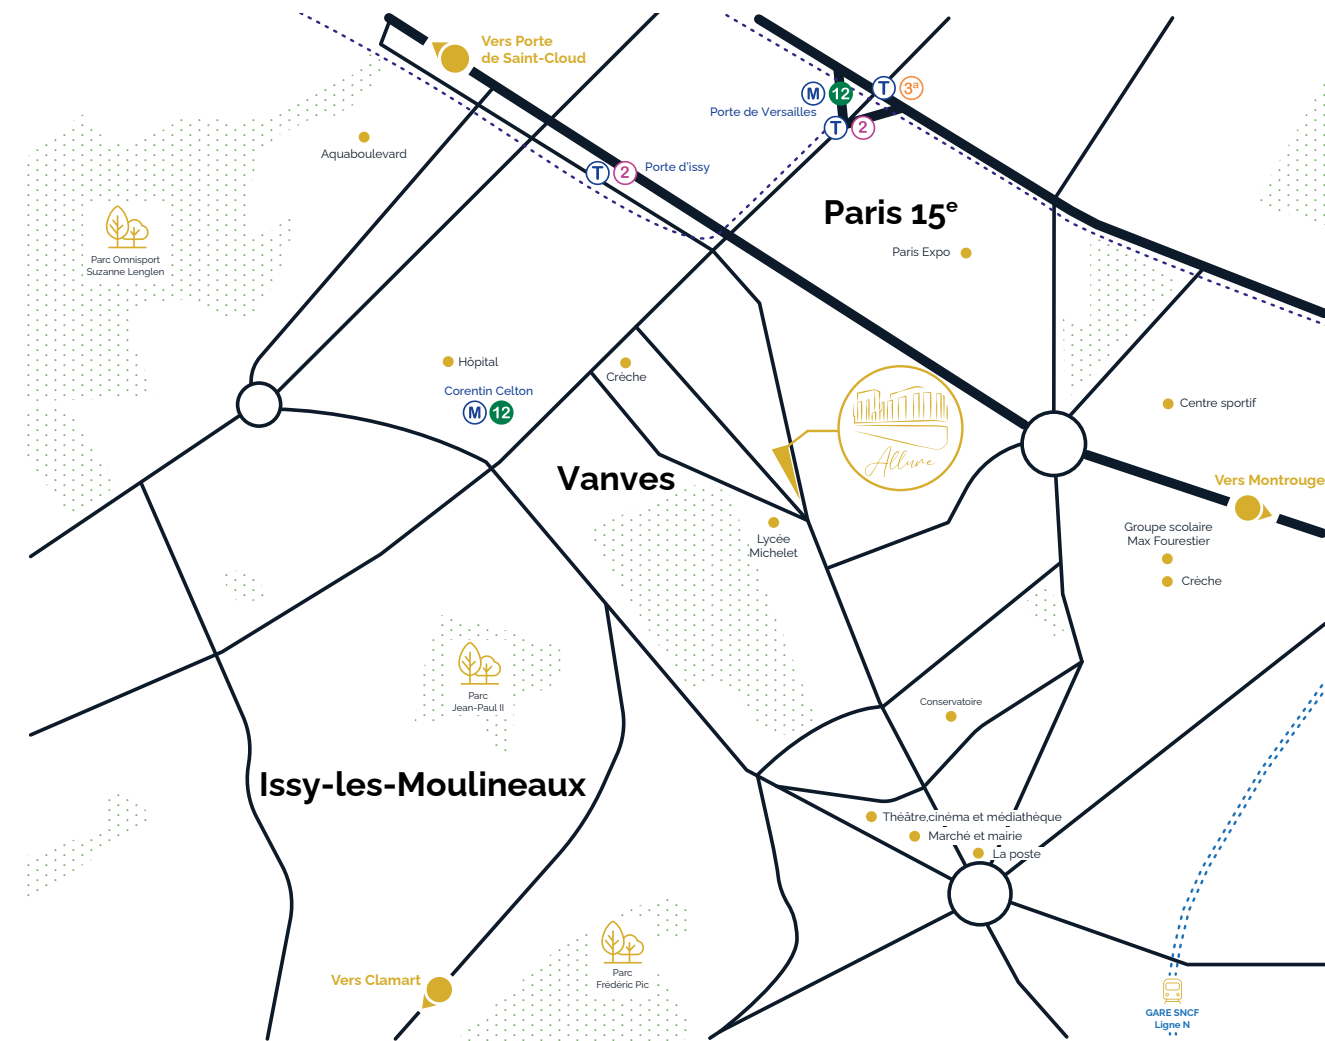 Vers Porte
de Saint-Cloud
M 12
T 3ª
Porte de Versailles
T 2
Aquaboulevard
T 2
Porte d'issy
Paris 15e
Paris Expo
Parc Omnisport
Suzanne Lenglen
Hôpital
Crèche
Corentin Celton
M 12
Centre sportif
Allure
Vanves
Vers Montrouge
Lycée
Michelet
Groupe scolaire
Max Fourestier
Crèche
Parc
Jean-Paul II
Conservatoire
Issy-les-Moulineaux
Théâtre,cinéma et médiathèque
Marché et mairie
La poste
Vers Clamart
Parc
Frédéric Pic
GARE SNCF
Ligne N